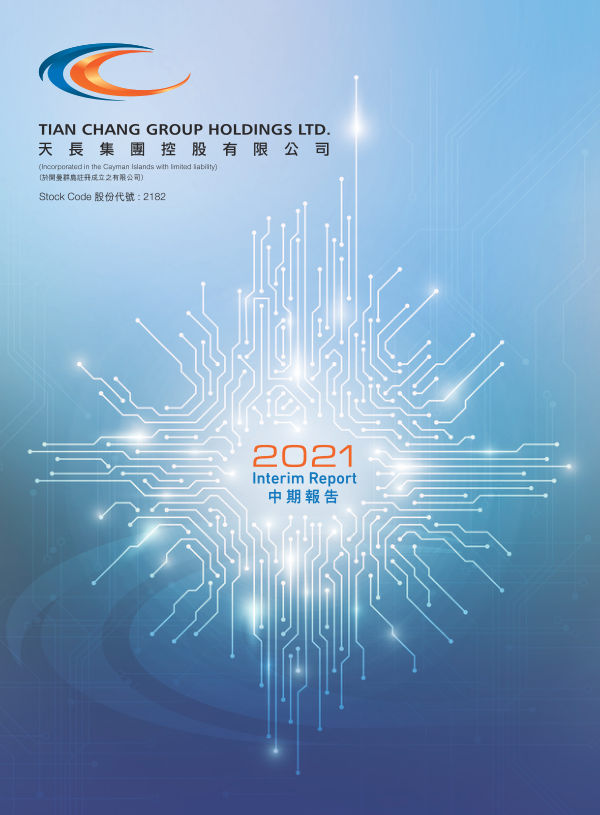 TIAN CHANG GROUP HOLDINGS LTD.
天長集團控股有限公司
(Incorporated in the Cayman Islands with limited liability)
(於開曼群島註冊成立之有限公司)
Stock Code 股份代號 : 2182
2021
Interim Report
中期報告